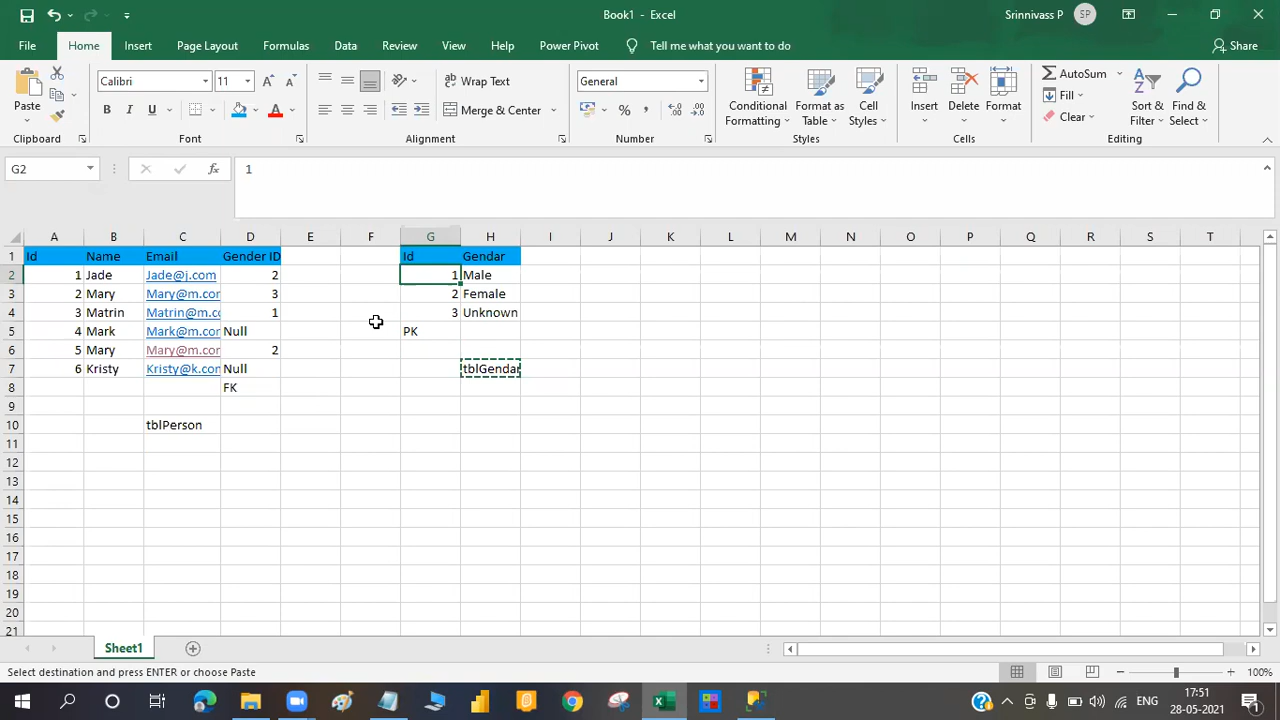 Book1 - Excel
Srinnivass P
SP
File Home Insert Page Layout Formulas Data Review View Help Power Pivot Tell me what you want to do Share
Paste
Calibri 11
B I U
A A
Wrap Text
Merge & Center
General
Conditional Formatting
Format as Table
Cell Styles
Insert
Delete
Format
AutoSum
Fill
Clear
Sort & Filter
Find & Select
Clipboard Font Alignment Number Styles Cells Editing
G2
fx
1
A B C D E F G H I J K L M N O P Q R S T
1 Id Name Email Gender ID Id Gendar
2 1 Jade Jade@j.com 2 1 Male
3 2 Mary Mary@m.com 3 2 Female
4 3 Matrin Matrin@m.co 1 3 Unknown
5 4 Mark Mark@m.com Null PK
6 5 Mary Mary@m.com 2
7 6 Kristy Kristy@k.com Null tblGendar
8 FK
9
10 tblPerson
11
12
13
14
15
16
17
18
19
20
21
Sheet1
Select destination and press ENTER or choose Paste
100%
ENG
17:51
28-05-2021